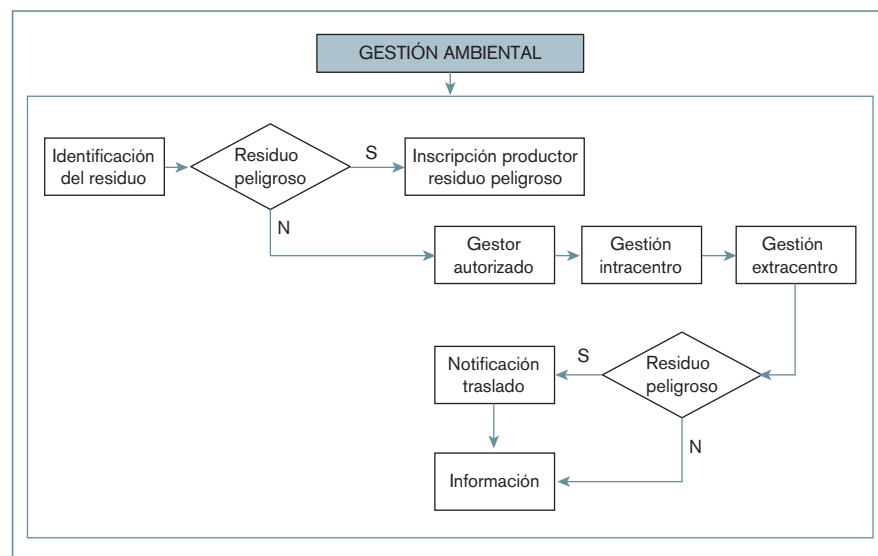 GESTIÓN AMBIENTAL
Identificación
del residuo
Residuo
peligroso
S
Inscripción productor
residuo peligroso
N
Gestor
autorizado
Gestión
intracentro
Gestión
extracentro
Notificación
traslado
S
Residuo
peligroso
N
Información